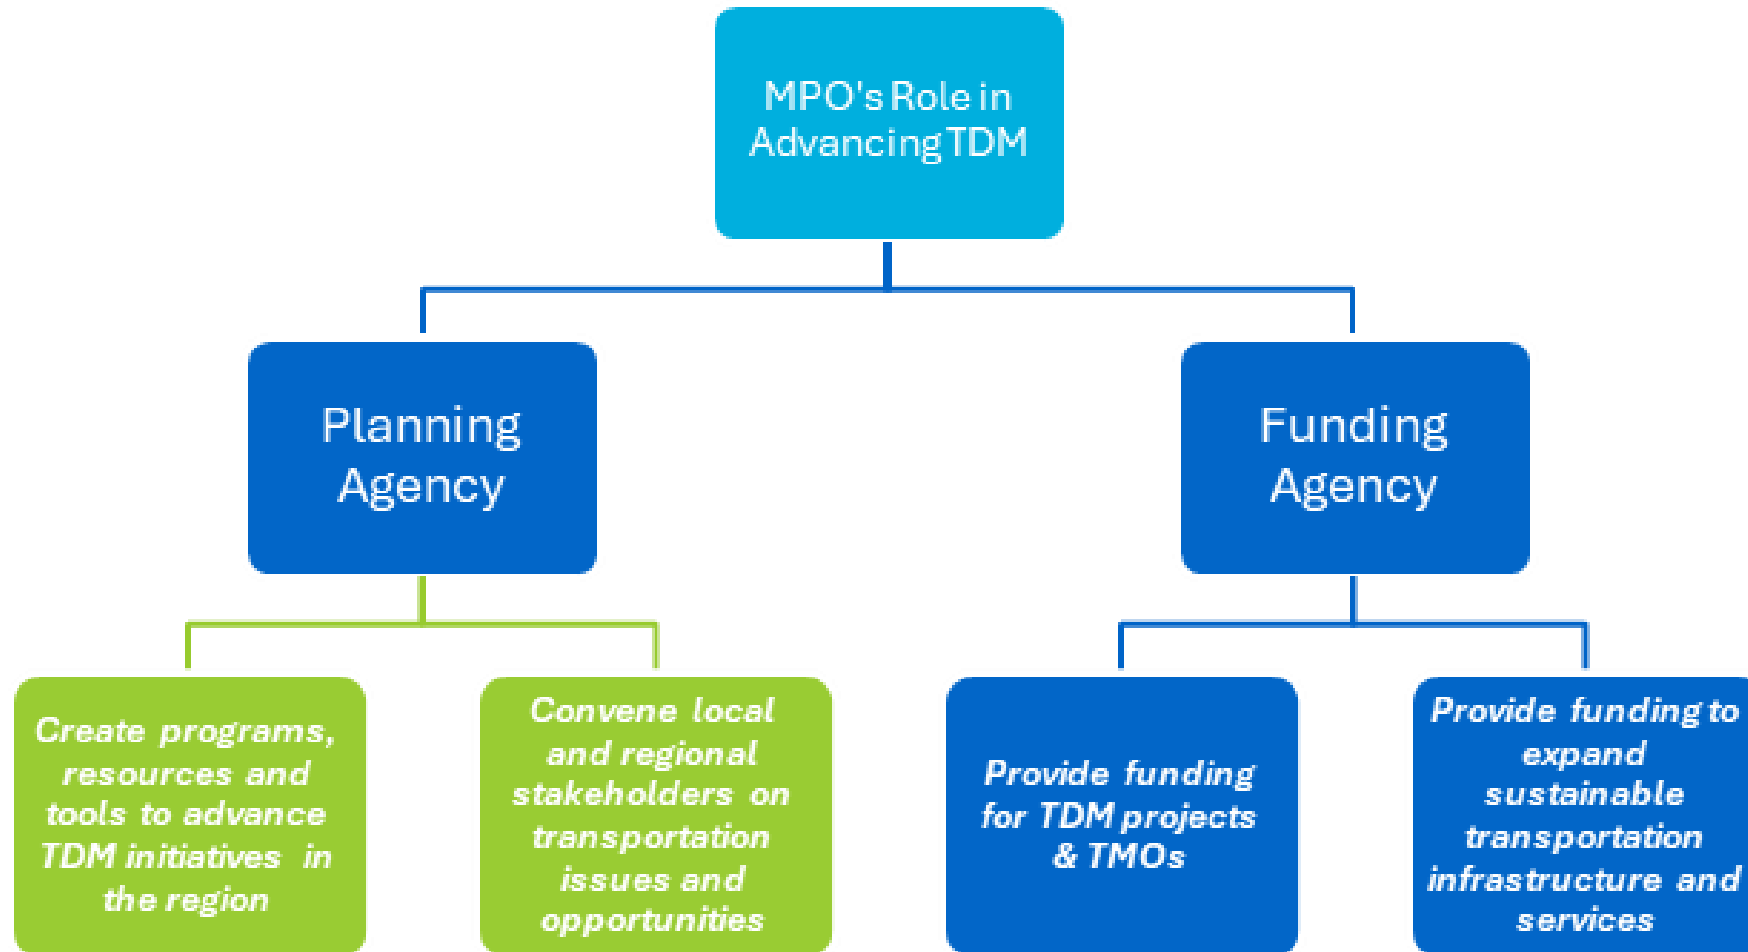 MPO's Role in
Advancing TDM
Planning
Agency
Funding
Agency
Create programs,
resources and
tools to advance
TDM initiatives in
the region
Convene local
and regional
stakeholders on
transportation
issues and
opportunities
Provide funding
for TDM projects
& TMOs
Provide funding to
expand
sustainable
transportation
infrastructure and
services